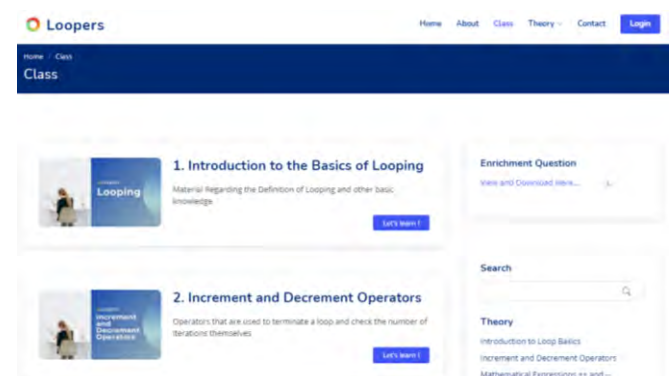 Loopers
Home About Class Theory Contact Login
Home / Class
Class
Looping
1. Introduction to the Basics of Looping
Material Regarding the Definition of Looping and other basic
knowledge
Let's learn !
Enrichment Question
View and Download Here...
Increment
and
Decrement
Operators
2. Increment and Decrement Operators
Operators that are used to terminate a loop and check the number of
iterations themselves
Let's learn !
Search
Theory
Introduction to Loop Basics
Increment and Decrement Operators
Mathematical Expressions ++ and --